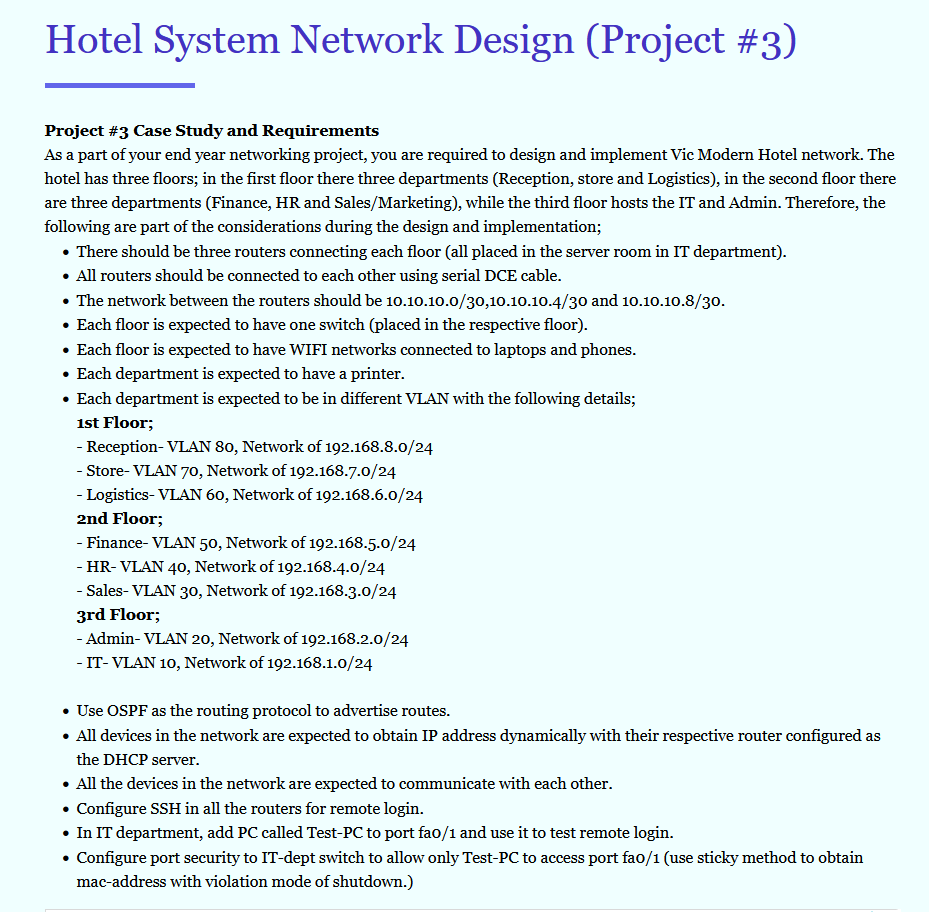 Hotel System Network Design (Project #3)
Project #3 Case Study and Requirements
As a part of your end year networking project, you are required to design and implement Vic Modern Hotel network. The
hotel has three floors; in the first floor there three departments (Reception, store and Logistics), in the second floor there
are three departments (Finance, HR and Sales/Marketing), while the third floor hosts the IT and Admin. Therefore, the
following are part of the considerations during the design and implementation;
• There should be three routers connecting each floor (all placed in the server room in IT department).
• All routers should be connected to each other using serial DCE cable.
• The network between the routers should be 10.10.10.0/30,10.10.10.4/30 and 10.10.10.8/30.
• Each floor is expected to have one switch (placed in the respective floor).
• Each floor is expected to have WIFI networks connected to laptops and phones.
• Each department is expected to have a printer.
• Each department is expected to be in different VLAN with the following details;
1st Floor;
- Reception- VLAN 80, Network of 192.168.8.0/24
- Store- VLAN 70, Network of 192.168.7.0/24
- Logistics- VLAN 60, Network of 192.168.6.0/24
2nd Floor;
- Finance- VLAN 50, Network of 192.168.5.0/24
- HR- VLAN 40, Network of 192.168.4.0/24
- Sales- VLAN 30, Network of 192.168.3.0/24
3rd Floor;
- Admin- VLAN 20, Network of 192.168.2.0/24
- IT- VLAN 10, Network of 192.168.1.0/24
• Use OSPF as the routing protocol to advertise routes.
• All devices in the network are expected to obtain IP address dynamically with their respective router configured as
the DHCP server.
• All the devices in the network are expected to communicate with each other.
• Configure SSH in all the routers for remote login.
• In IT department, add PC called Test-PC to port fa0/1 and use it to test remote login.
• Configure port security to IT-dept switch to allow only Test-PC to access port fa0/1 (use sticky method to obtain
mac-address with violation mode of shutdown.)